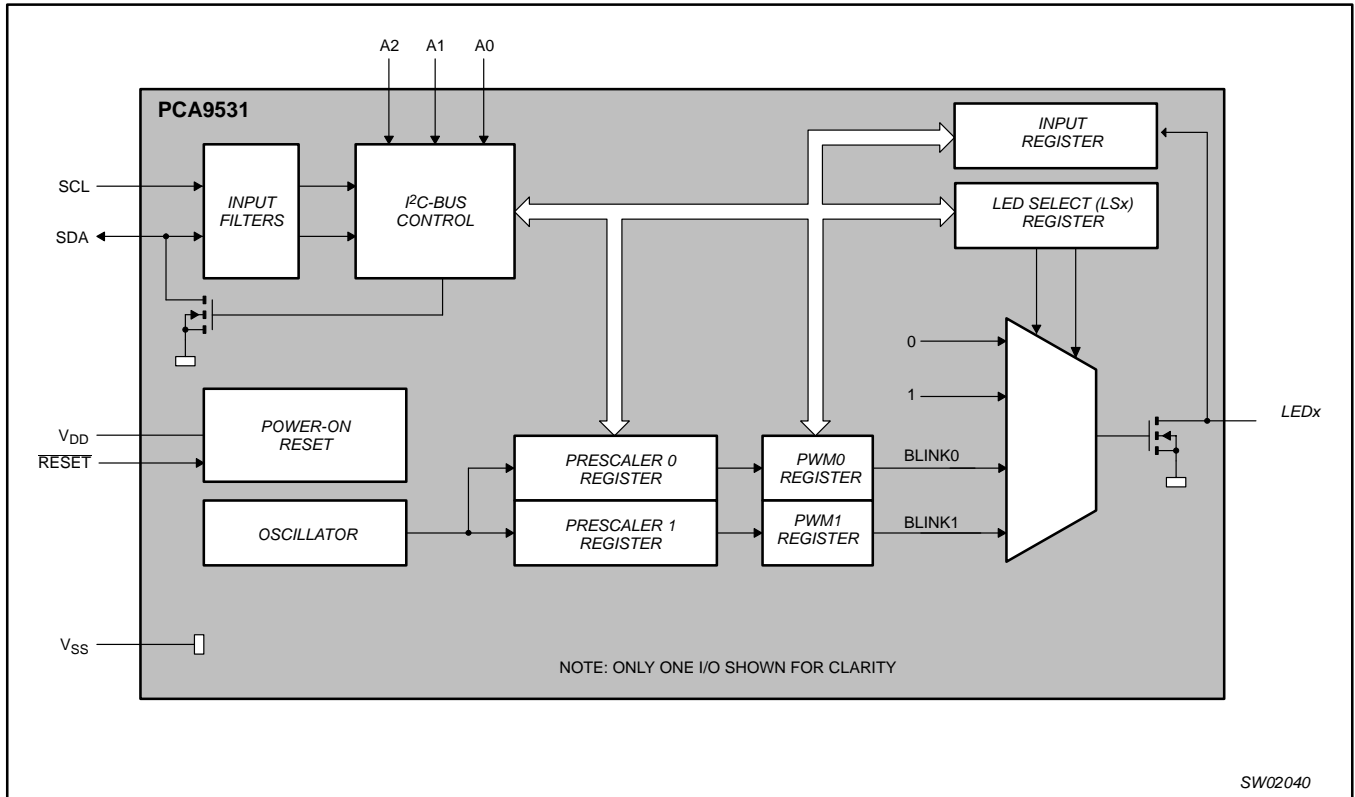 A2 A1 A0
PCA9531
INPUT
REGISTER
SCL
SDA
INPUT
FILTERS
I²C-BUS
CONTROL
LED SELECT (LSx)
REGISTER
0
1
V_DD
RESET
POWER-ON
RESET
OSCILLATOR
PRESCALER 0
REGISTER
PRESCALER 1
REGISTER
PWM0
REGISTER
PWM1
REGISTER
BLINK0
BLINK1
LEDx
V_SS
NOTE: ONLY ONE I/O SHOWN FOR CLARITY
SW02040